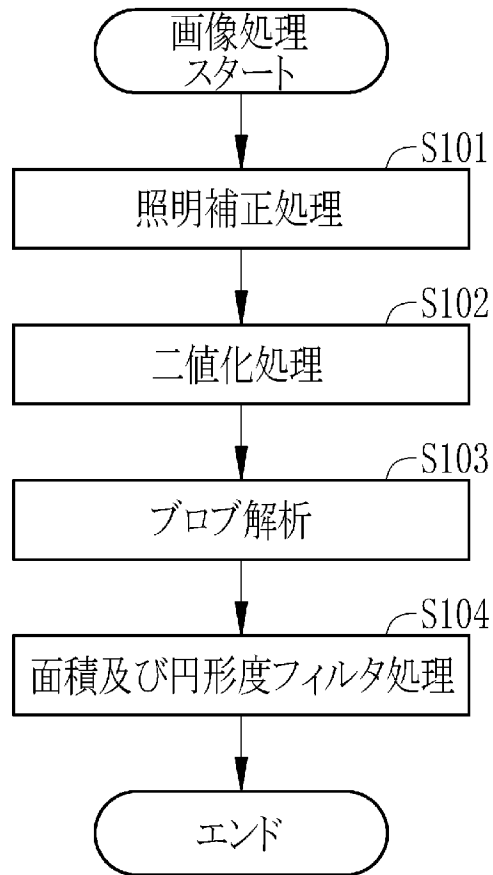 画像処理
スタート
S101
照明補正処理
S102
二値化処理
S103
ブロブ解析
S104
面積及び円形度フィルタ処理
エンド